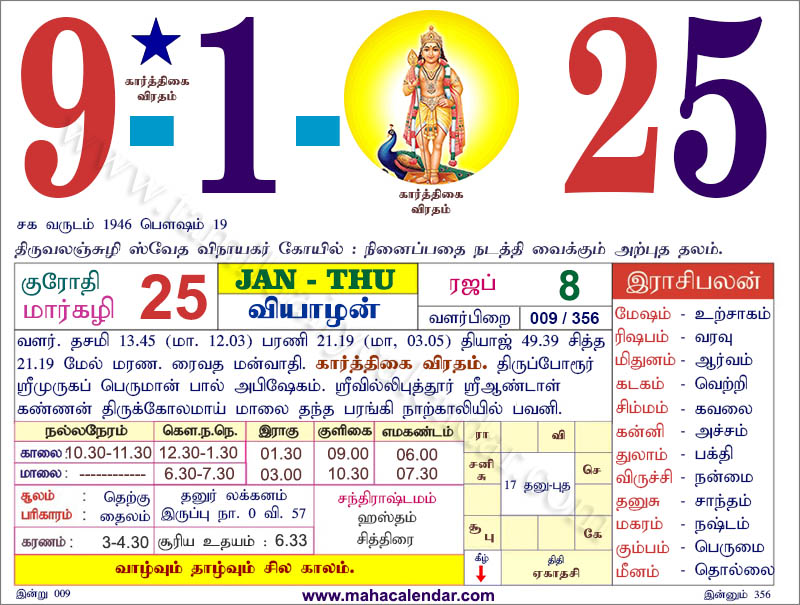 9-1-25
கார்த்திகை
விரதம்
கார்த்திகை
விரதம்
சக வருடம் 1946 பௌஷம் 19
திருவலஞ்சுழி ஸ்வேத விநாயகர் கோயில் : நினைப்பதை நடத்தி வைக்கும் அற்புத தலம்.
குரோதி
மார்கழி 25
JAN - THU
வியாழன்
ரஜப் 8
வளர்பிறை 009 / 356
வளர். தசமி 13.45 (மா. 12.03) பரணி 21.19 (மா, 03.05) தியாஜ் 49.39 சித்த
21.19 மேல் மரண. ரைவத மன்வாதி. கார்த்திகை விரதம். திருப்போரூர்
ஸ்ரீமுருகப் பெருமான் பால் அபிஷேகம். ஸ்ரீவில்லிபுத்தூர் ஸ்ரீஆண்டாள்
கண்ணன் திருக்கோலமாய் மாலை தந்த பரங்கி நாற்காலியில் பவனி.
நல்லநேரம் கௌ.ந.நெ. இராகு குளிகை எமகண்டம்
காலை: 10.30-11.30 12.30-1.30 01.30 09.00 06.00
மாலை: ------------ 6.30-7.30 03.00 10.30 07.30
சூலம் : தெற்கு
பரிகாரம் : தைலம்
தனுர் லக்கனம்
இருப்பு நா. 0 வி. 57
சந்திராஷ்டமம்
ஹஸ்தம்
சித்திரை
கரணம்: 3-4.30 சூரிய உதயம் : 6.33
வாழ்வும் தாழ்வும் சில காலம்.
ரா வி
சனி
சு
17 தனு-புத
செ
சூ
பு
கே
கீழ்
திதி
ஏகாதசி
இராசிபலன்
மேஷம் - உற்சாகம்
ரிஷபம் - வரவு
மிதுனம் - ஆர்வம்
கடகம் - வெற்றி
சிம்மம் - கவலை
கன்னி - அச்சம்
துலாம் - பக்தி
விருச்சி - நன்மை
தனுசு - சாந்தம்
மகரம் - நஷ்டம்
கும்பம் - பெருமை
மீனம் - தொல்லை
இன்று 009
www.mahacalendar.com
இன்னும் 356